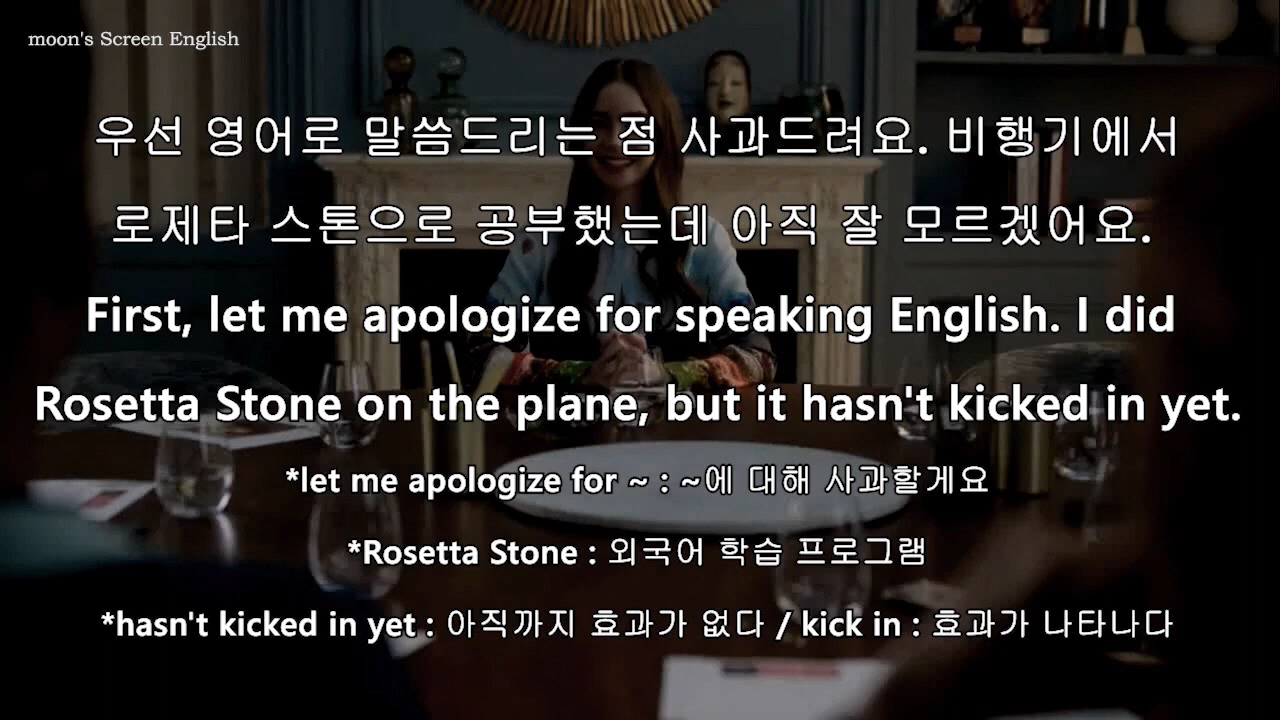 moon's Screen English
우선 영어로 말씀드리는 점 사과드려요. 비행기에서
로제타 스톤으로 공부했는데 아직 잘 모르겠어요.
First, let me apologize for speaking English. I did
Rosetta Stone on the plane, but it hasn't kicked in yet.
*let me apologize for ~ : ~에 대해 사과할게요
*Rosetta Stone : 외국어 학습 프로그램
*hasn't kicked in yet : 아직까지 효과가 없다 / kick in : 효과가 나타나다